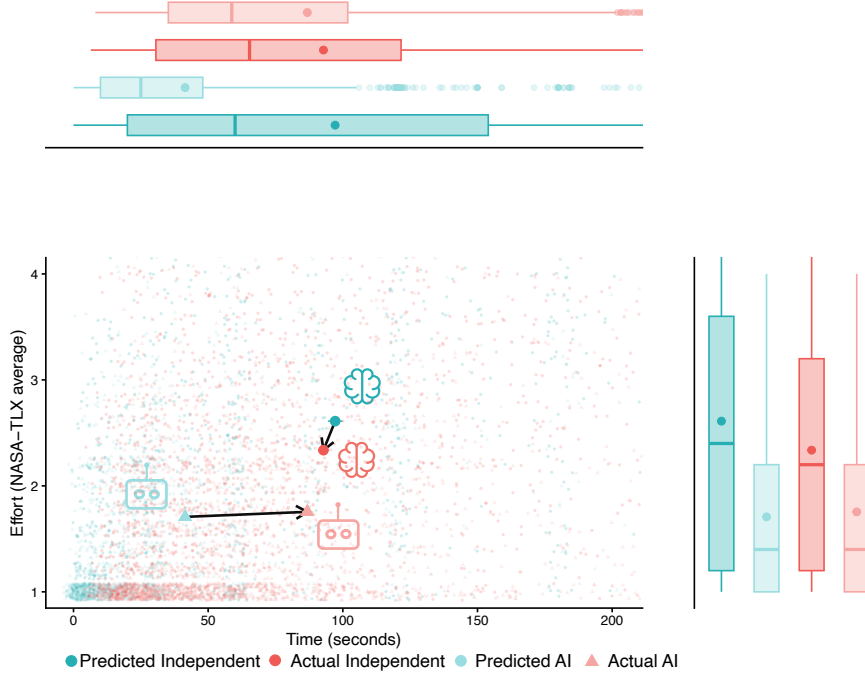 4
3
2
1
Effort (NASA–TLX average)
0 50 100 150 200
Time (seconds)
Predicted Independent Actual Independent Predicted AI Actual AI